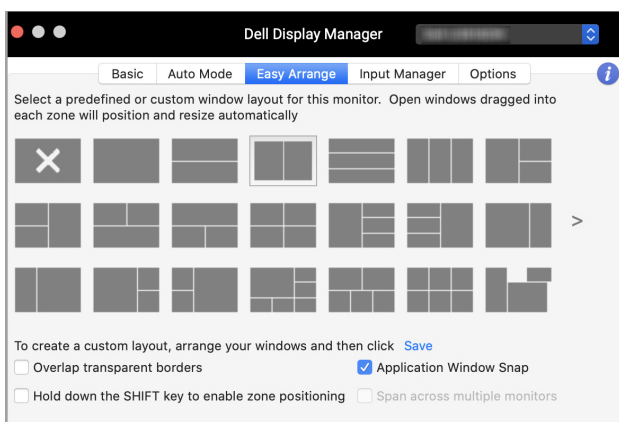 Dell Display Manager
Basic Auto Mode Easy Arrange Input Manager Options i
Select a predefined or custom window layout for this monitor. Open windows dragged into
each zone will position and resize automatically
>
To create a custom layout, arrange your windows and then click Save
Overlap transparent borders Application Window Snap
Hold down the SHIFT key to enable zone positioning Span across multiple monitors